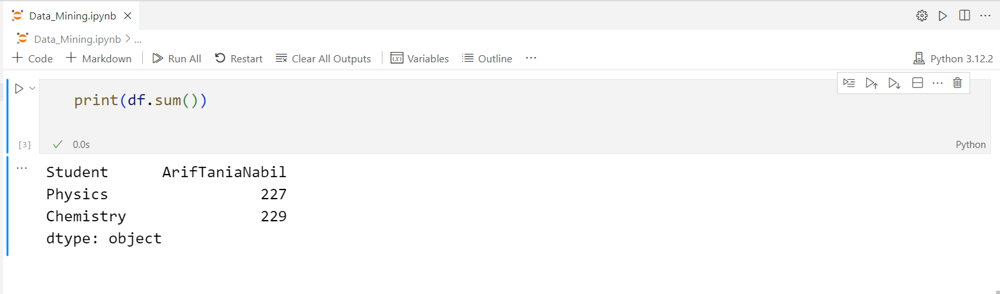 Data_Mining.ipynb
Data_Mining.ipynb > ...
+ Code + Markdown Run All Restart Clear All Outputs Variables Outline ... Python 3.12.2
print(df.sum())
[3] 0.0s Python
Student ArifTaniaNabil
Physics 227
Chemistry 229
dtype: object